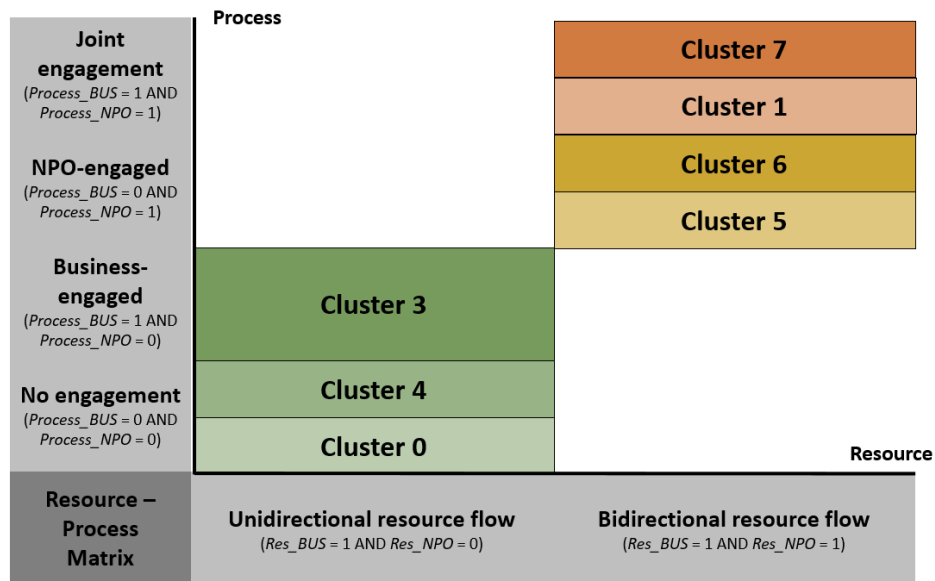 Process
Joint
engagement
(Process_BUS = 1 AND
Process_NPO = 1)
NPO-engaged
(Process_BUS = 0 AND
Process_NPO = 1)
Business-
engaged
(Process_BUS = 1 AND
Process_NPO = 0)
No engagement
(Process_BUS = 0 AND
Process_NPO = 0)
Cluster 7
Cluster 1
Cluster 6
Cluster 5
Cluster 3
Cluster 4
Cluster 0
Resource
Resource –
Process
Matrix
Unidirectional resource flow
(Res_BUS = 1 AND Res_NPO = 0)
Bidirectional resource flow
(Res_BUS = 1 AND Res_NPO = 1)